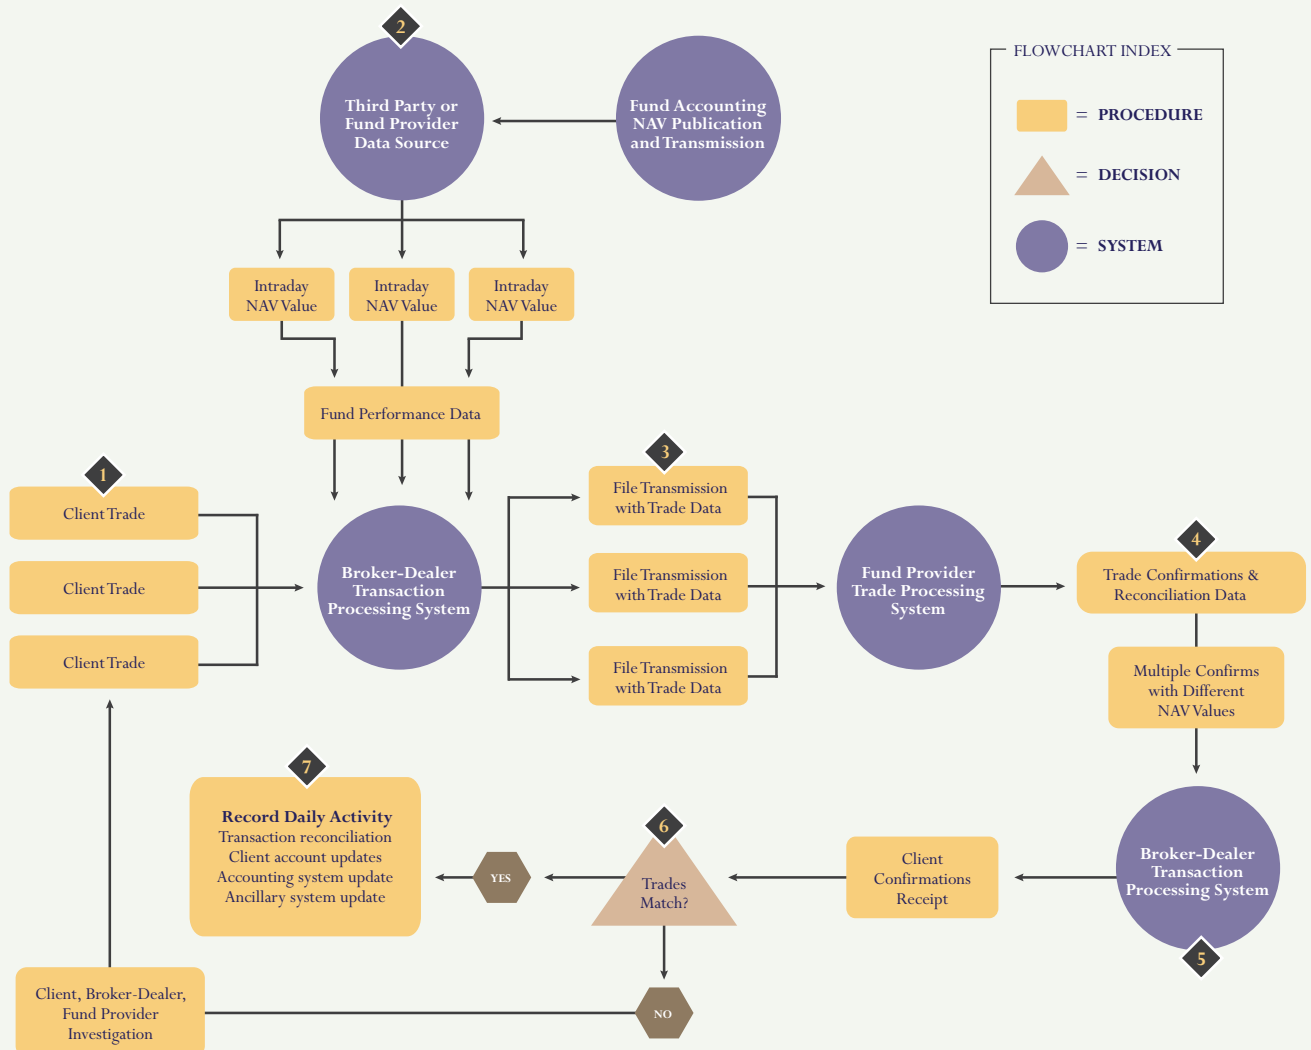 2
Third Party or
Fund Provider
Data Source
Fund Accounting
NAV Publication
and Transmission
FLOWCHART INDEX
= PROCEDURE
= DECISION
= SYSTEM
Intraday
NAV Value
Intraday
NAV Value
Intraday
NAV Value
Fund Performance Data
1
Client Trade
Client Trade
Client Trade
Broker-Dealer
Transaction
Processing System
3
File Transmission
with Trade Data
File Transmission
with Trade Data
File Transmission
with Trade Data
Fund Provider
Trade Processing
System
4
Trade Confirmations &
Reconciliation Data
Multiple Confirms
with Different
NAV Values
Broker-Dealer
Transaction
Processing System
5
Client
Confirmations
Receipt
6
Trades
Match?
YES
7
Record Daily Activity
Transaction reconciliation
Client account updates
Accounting system update
Ancillary system update
NO
Client, Broker-Dealer,
Fund Provider
Investigation